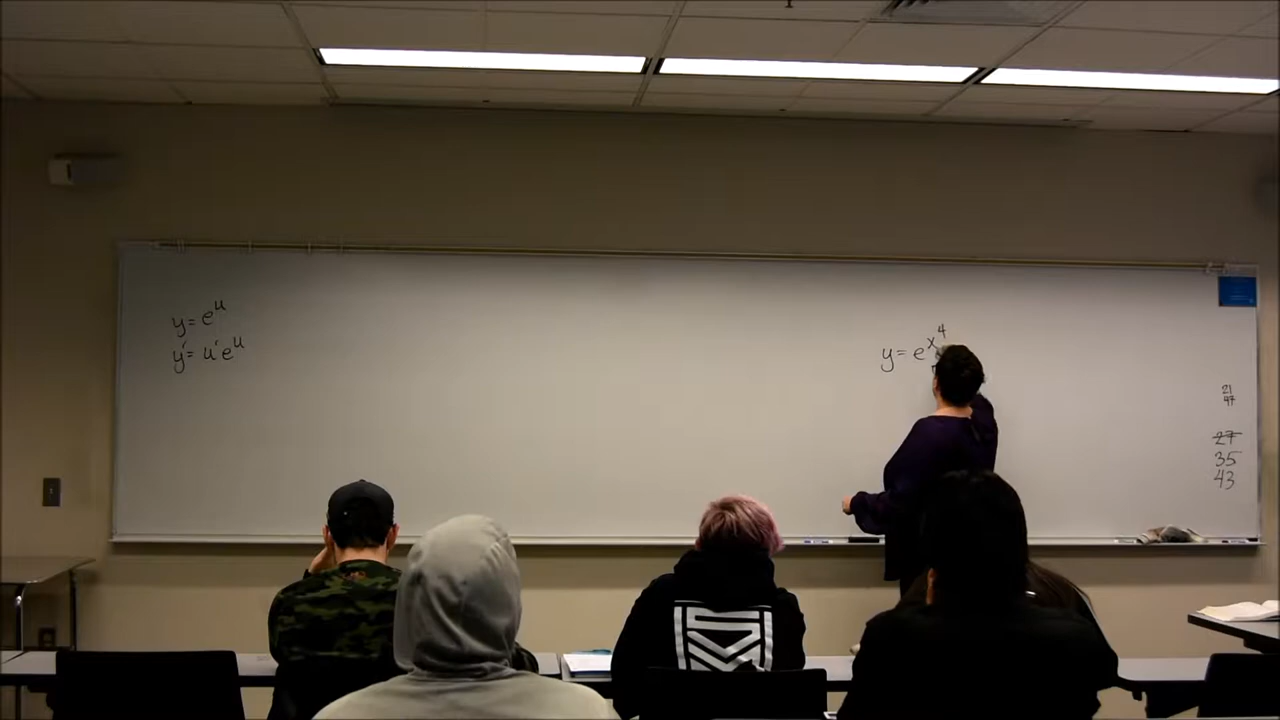 y = e^u
y' = u'e^u
y = e^x^4
21
47
27
35
43